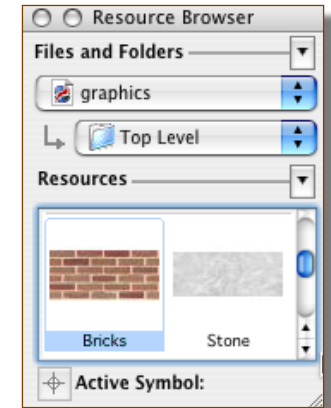 Resource Browser
Files and Folders
graphics
Top Level
Resources
Bricks Stone
Active Symbol: